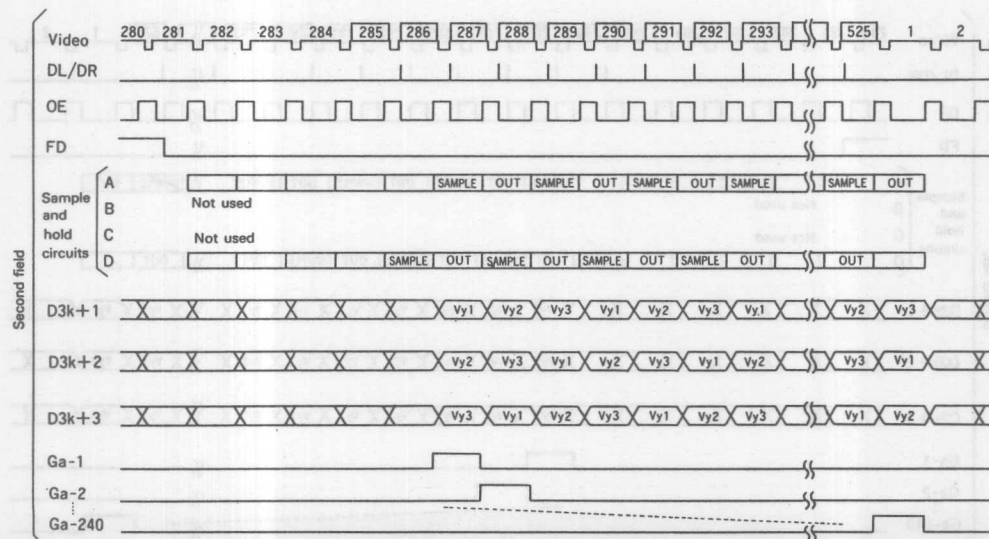 Second field
Video 280 281 282 283 284 285 286 287 288 289 290 291 292 293 525 1 2
DL/DR
OE
FD
Sample and hold circuits
A SAMPLE OUT SAMPLE OUT SAMPLE OUT SAMPLE SAMPLE OUT
B Not used
C Not used
D SAMPLE OUT SAMPLE OUT SAMPLE OUT SAMPLE OUT OUT
D3k+1 Vy1 Vy2 Vy3 Vy1 Vy2 Vy3 Vy1 Vy2 Vy3
D3k+2 Vy2 Vy3 Vy1 Vy2 Vy3 Vy1 Vy2 Vy3 Vy1
D3k+3 Vy3 Vy1 Vy2 Vy3 Vy1 Vy2 Vy3 Vy1 Vy2
Ga-1
Ga-2
Ga-240